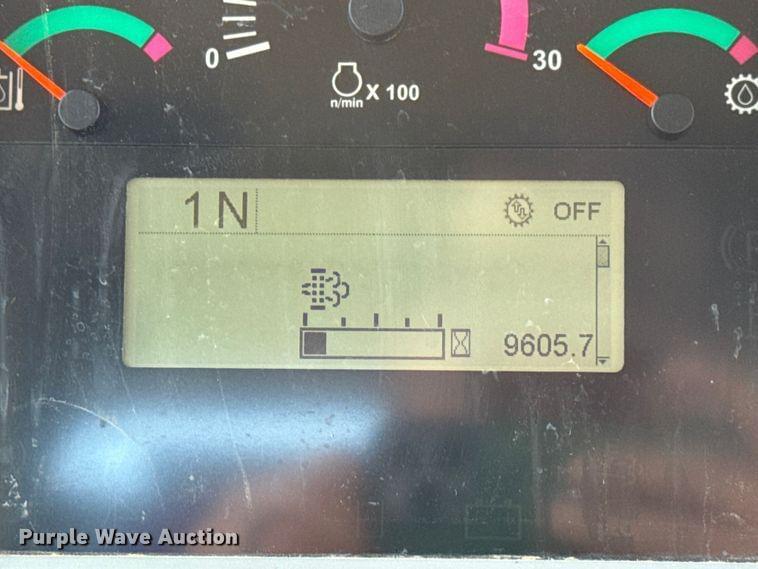 0
30
n/min X 100
1 N
OFF
9605.7
Purple Wave Auction